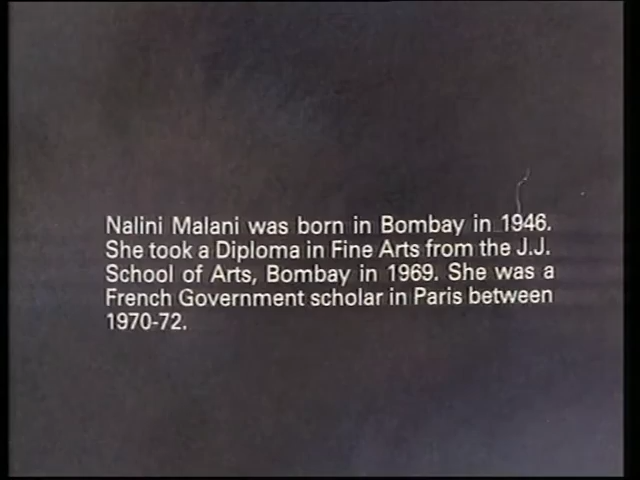 Nalini Malani was born in Bombay in 1946.
She took a Diploma in Fine Arts from the J.J.
School of Arts, Bombay in 1969. She was a
French Government scholar in Paris between
1970-72.